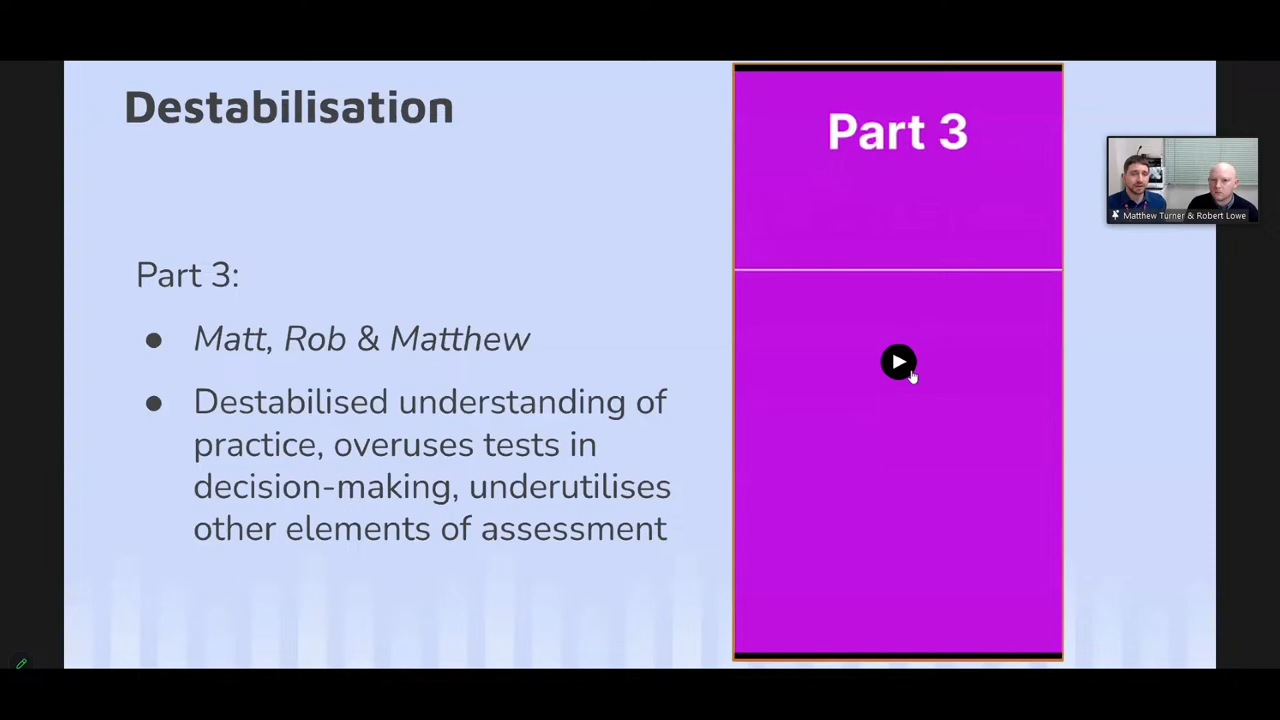 Destabilisation
Part 3:
● Matt, Rob & Matthew
● Destabilised understanding of
practice, overuses tests in
decision-making, underutilises
other elements of assessment
Part 3
Matthew Turner & Robert Lowe